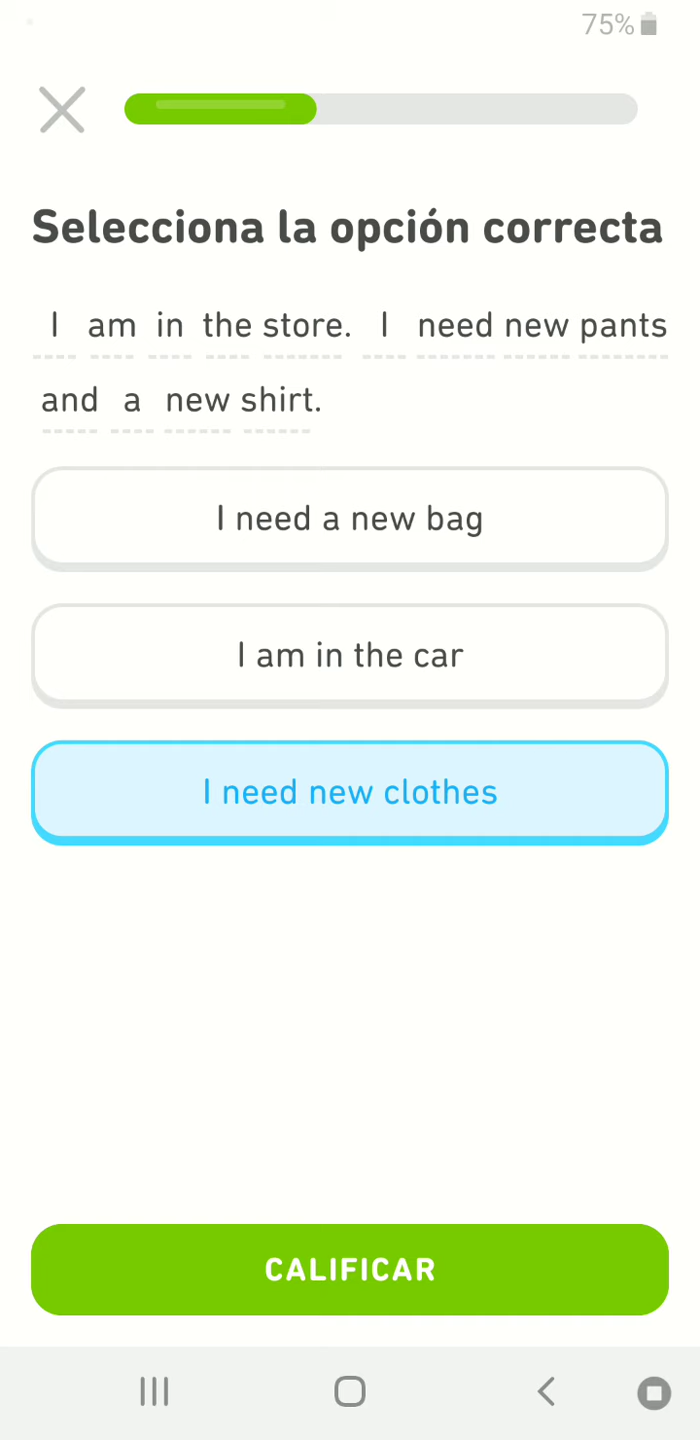 75%
Selecciona la opción correcta
I am in the store. I need new pants
and a new shirt.
I need a new bag
I am in the car
I need new clothes
CALIFICAR